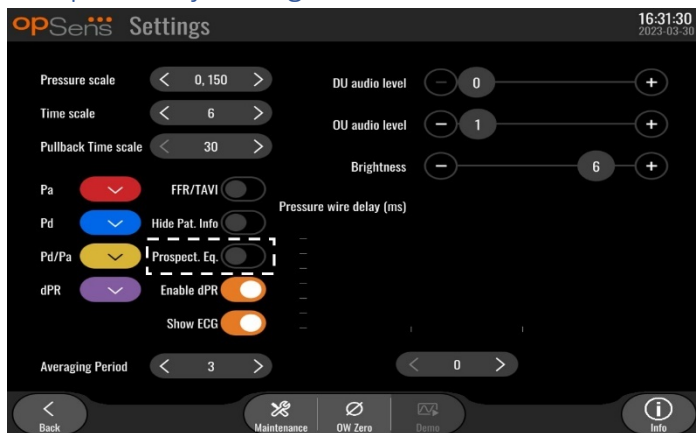 opSens Settings
16:31:30
2023-03-30
Pressure scale < 0, 150 >
DU audio level - 0 +
Time scale < 6 >
OU audio level - 1 +
Pullback Time scale < 30 >
Brightness - 6 +
Pa
FFR/TAVI
Pressure wire delay (ms)
Pd
Hide Pat. Info
Pd/Pa
Prospect. Eq.
dPR
Enable dPR
Show ECG
Averaging Period < 3 >
< 0 >
Back
Maintenance
OW Zero
Demo
Info